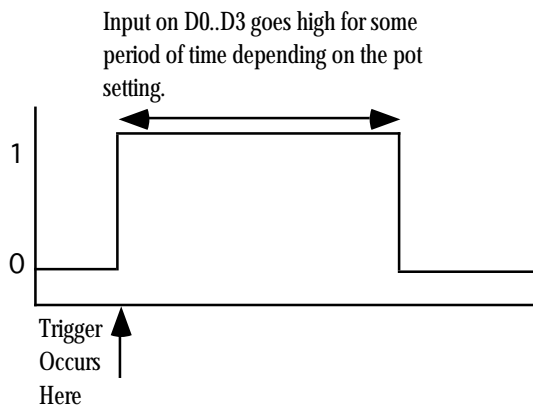 Input on D0..D3 goes high for some
period of time depending on the pot
setting.
1
0
Trigger
Occurs
Here